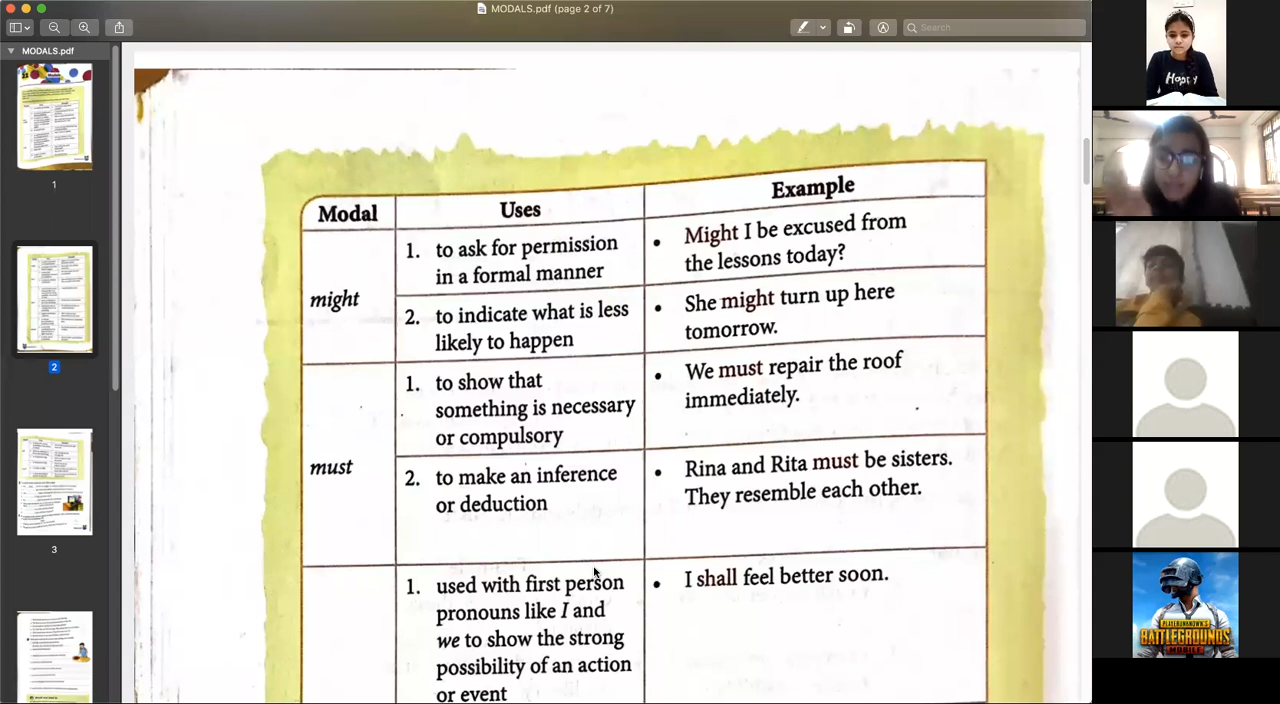 MODALS.pdf (page 2 of 7)
Search
MODALS.pdf
1
2
3
Modal
Uses
Example
might
1. to ask for permission
in a formal manner
• Might I be excused from
the lessons today?
2. to indicate what is less
likely to happen
• She might turn up here
tomorrow.
must
1. to show that
something is necessary
or compulsory
• We must repair the roof
immediately.
2. to make an inference
or deduction
• Rina and Rita must be sisters.
They resemble each other.
1. used with first person
pronouns like I and
we to show the strong
possibility of an action
or event
• I shall feel better soon.
Happy
PLAYERUNKNOWN'S
BATTLEGROUNDS
MOBILE